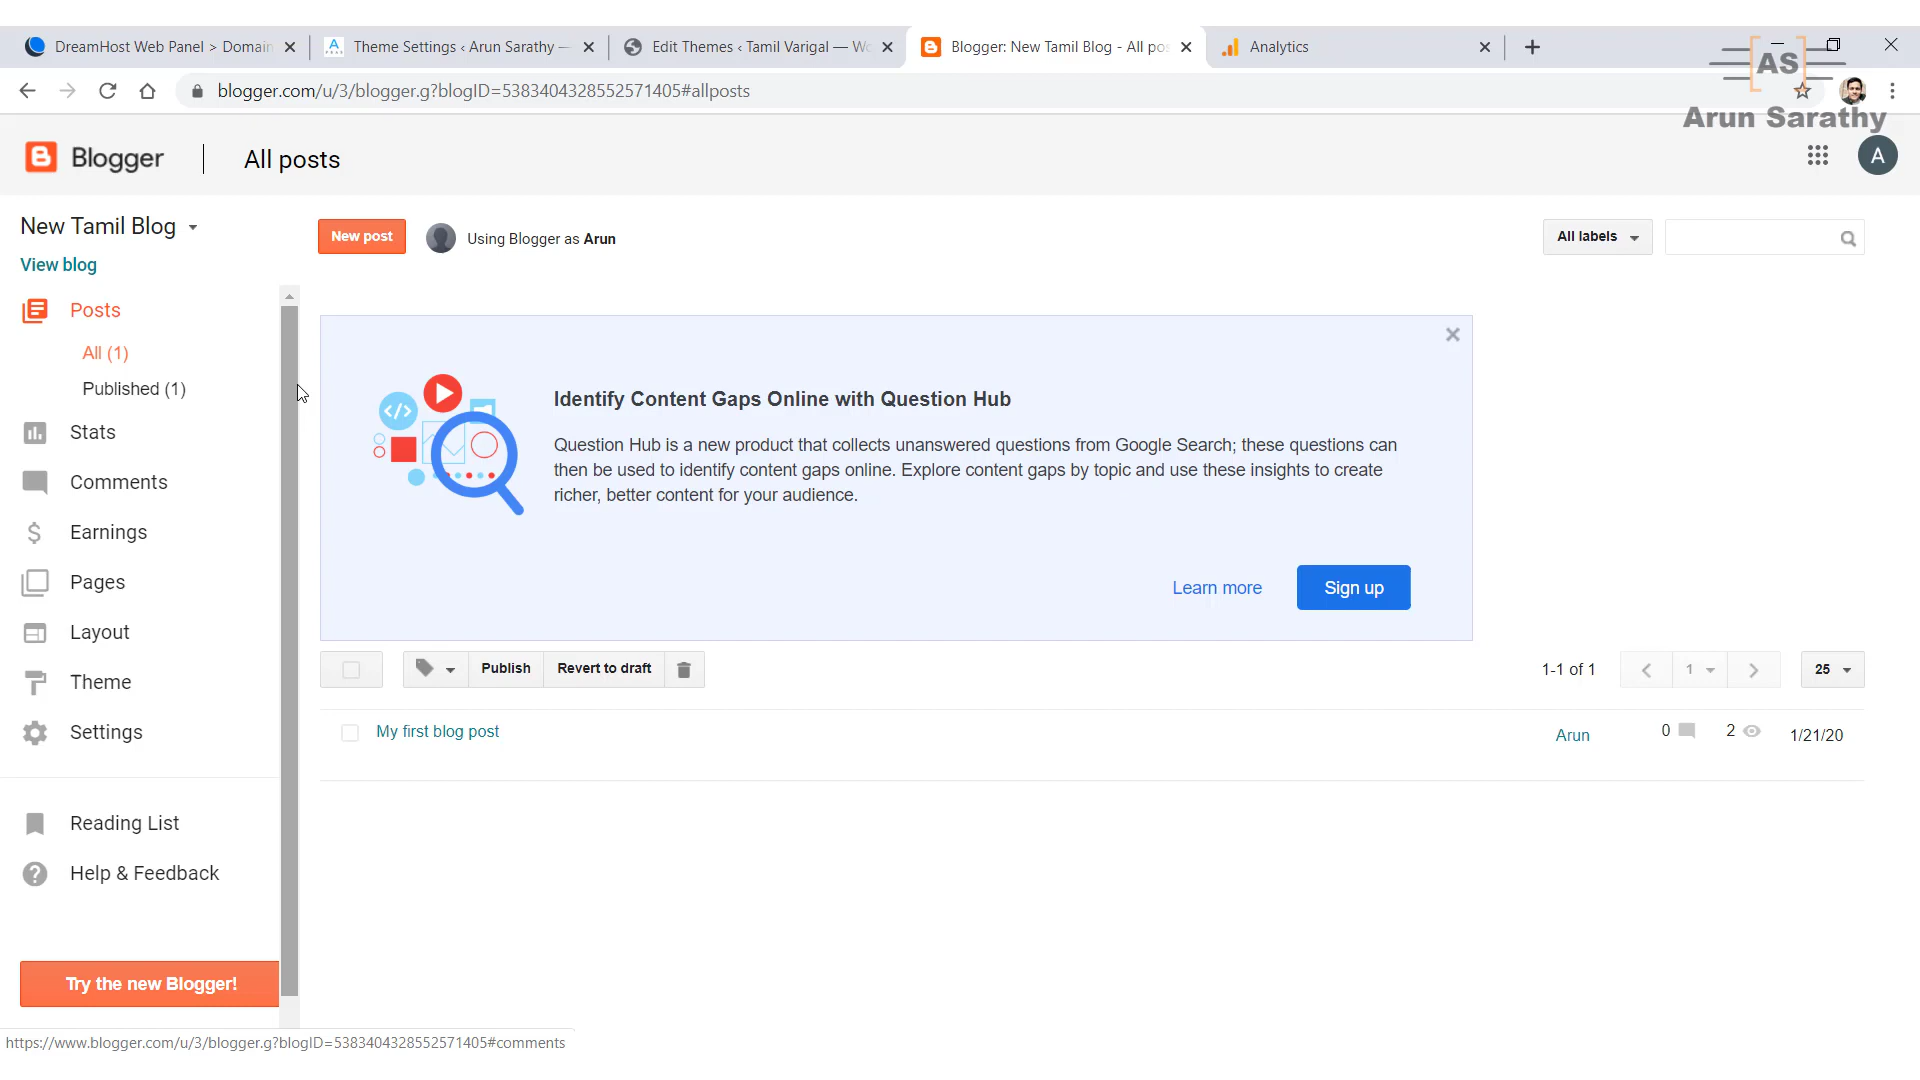 DreamHost Web Panel > Domain
Theme Settings ‹ Arun Sarathy —
Edit Themes ‹ Tamil Varigal — Wo
Blogger: New Tamil Blog - All pos
Analytics
AS
Arun Sarathy
blogger.com/u/3/blogger.g?blogID=5383404328552571405#allposts
Blogger
All posts
A
New Tamil Blog
View blog
New post
Using Blogger as Arun
All labels
Posts
All (1)
Published (1)
Stats
Comments
Earnings
Pages
Layout
Theme
Settings
Reading List
Help & Feedback
Try the new Blogger!
Identify Content Gaps Online with Question Hub
Question Hub is a new product that collects unanswered questions from Google Search; these questions can
then be used to identify content gaps online. Explore content gaps by topic and use these insights to create
richer, better content for your audience.
Learn more
Sign up
Publish
Revert to draft
1-1 of 1
1
25
My first blog post
Arun
0
2
1/21/20
https://www.blogger.com/u/3/blogger.g?blogID=5383404328552571405#comments